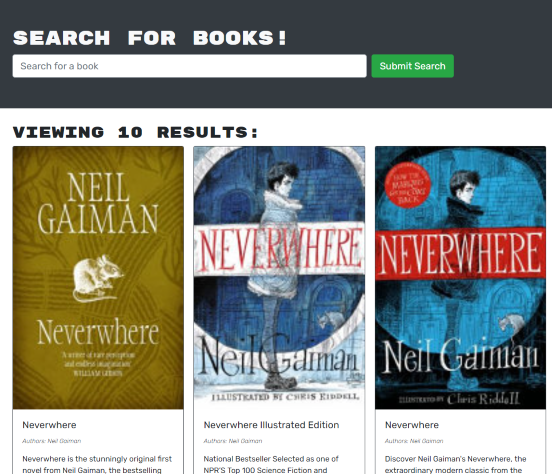 SEARCH FOR BOOKS!
Search for a book
Submit Search
VIEWING 10 RESULTS:
NEIL
GAIMAN
Neverwhere
'A writer of rare perception
and endless imagination'
WILLIAM GIBSON
NEVERWHERE
Neil Gaiman
ILLUSTRATED BY CHRIS RIDDELL
HOW THE
MARQUIS
GOT HIS COAT
BACK
NEVERWHERE
Neil Gaiman
ILLUSTRATED BY Chris Riddell
Neverwhere
Authors: Neil Gaiman
Neverwhere is the stunningly original first
novel from Neil Gaiman, the bestselling
Neverwhere Illustrated Edition
Authors: Neil Gaiman
National Bestseller Selected as one of
NPR'S Top 100 Science Fiction and
Neverwhere
Authors: Neil Gaiman
Discover Neil Gaiman's Neverwhere, the
extraordinary modern classic from the